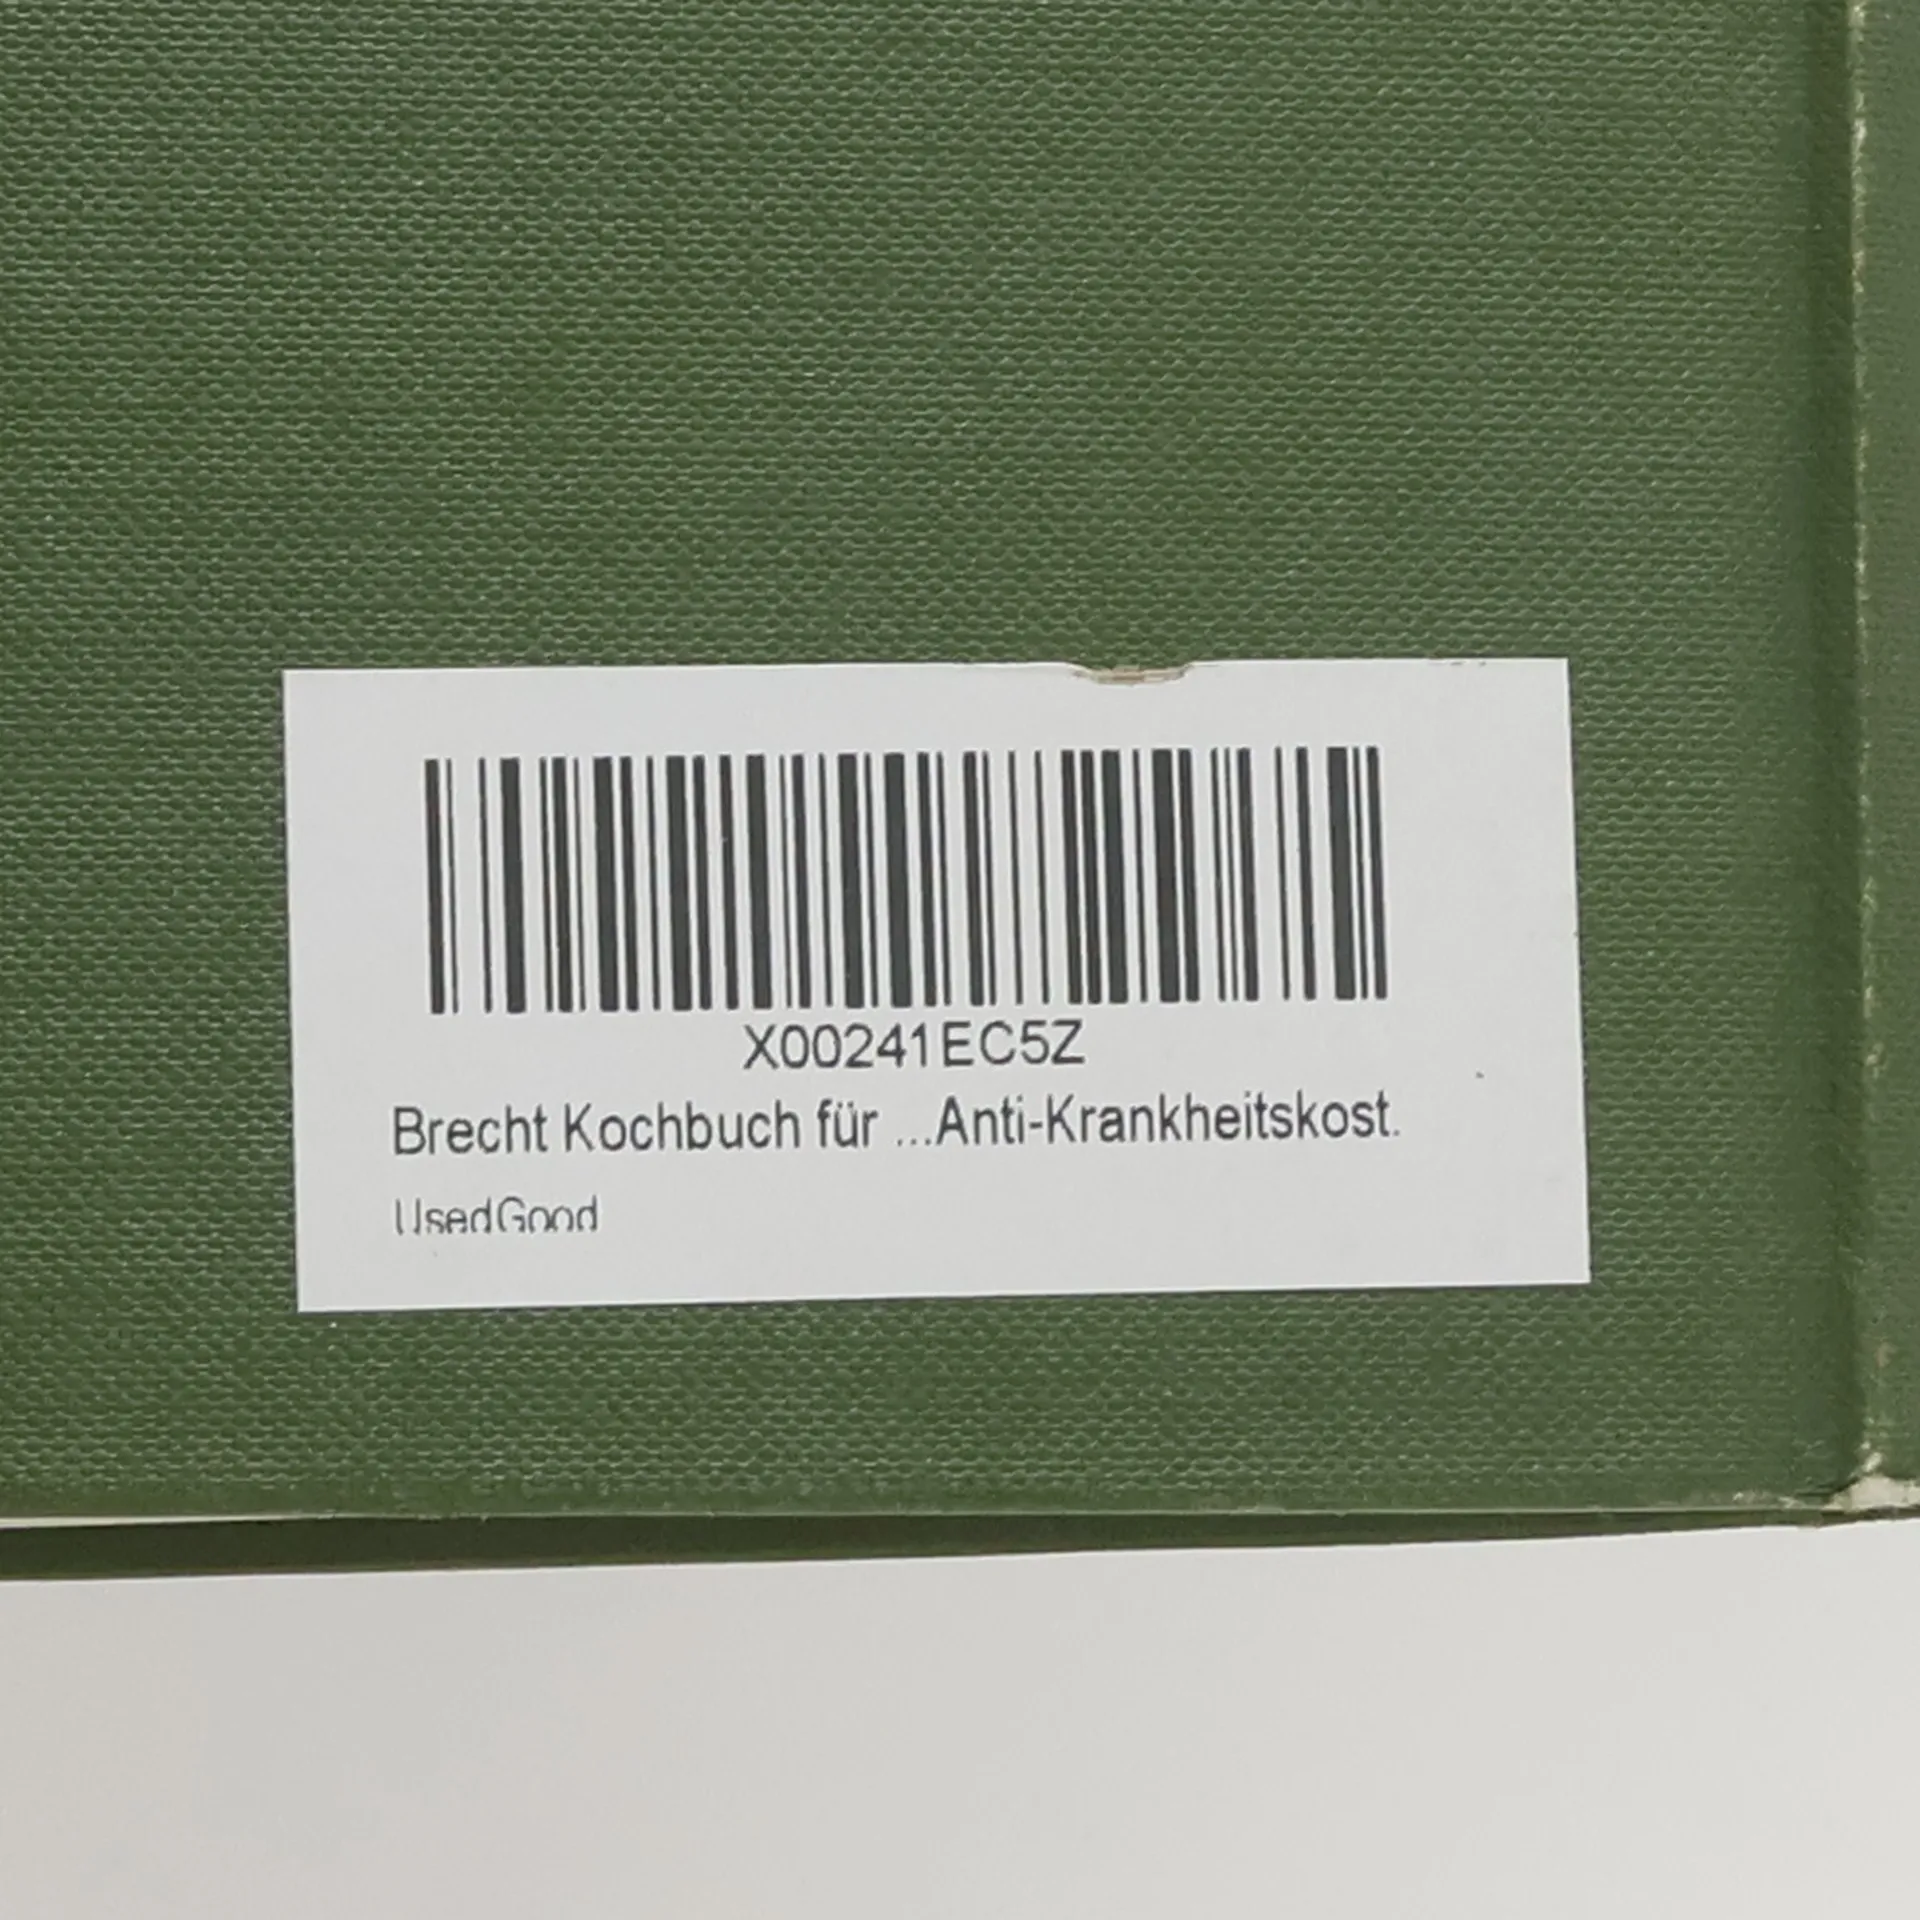 X00241EC5Z
Brecht Kochbuch für ...Anti-Krankheitskost.
UsedGood